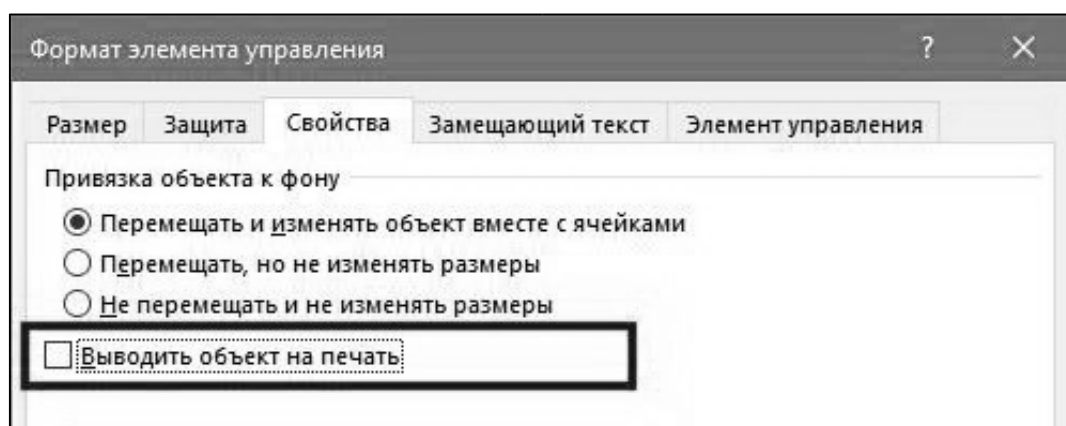 Формат элемента управления ? ✕
Размер Защита Свойства Замещающий текст Элемент управления
Привязка объекта к фону
Перемещать и изменять объект вместе с ячейками
Перемещать, но не изменять размеры
Не перемещать и не изменять размеры
Выводить объект на печать